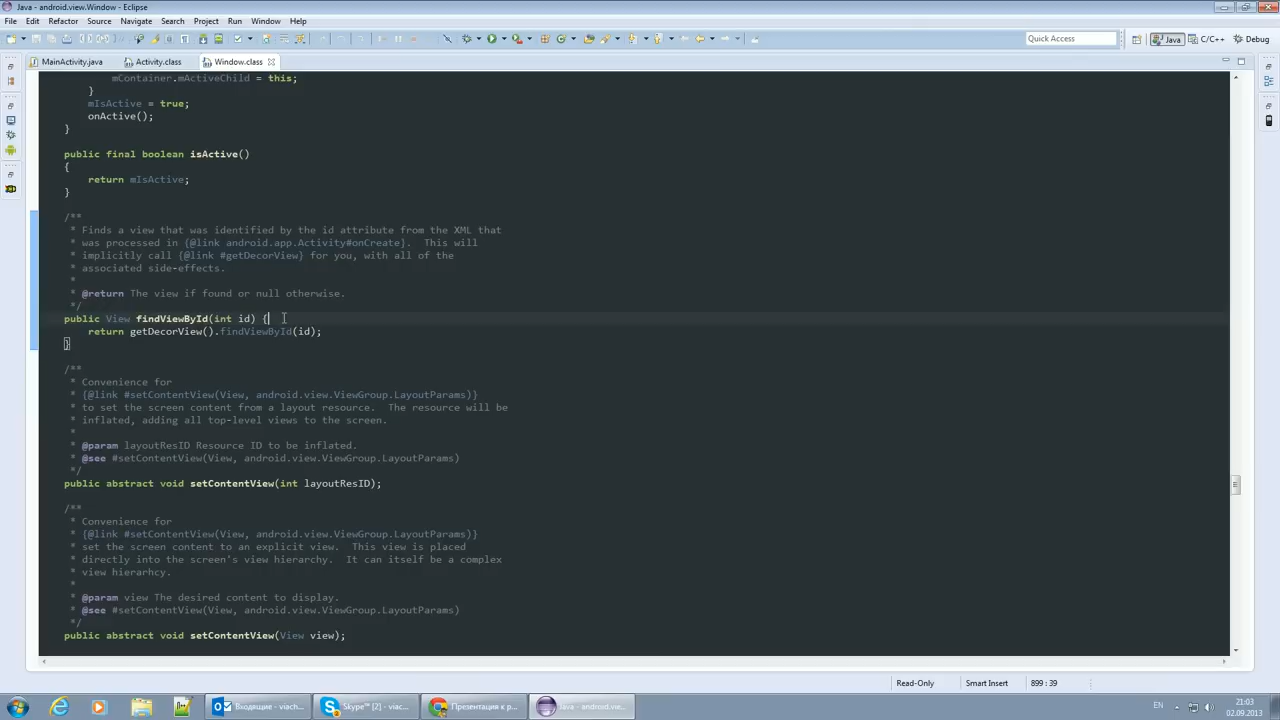 Java - android.view.Window - Eclipse
File Edit Refactor Source Navigate Search Project Run Window Help
Quick Access
Java C/C++ Debug
MainActivity.java Activity.class Window.class
mContainer.mActiveChild = this;
}
mIsActive = true;
onActive();
}
public final boolean isActive()
{
return mIsActive;
}
/**
* Finds a view that was identified by the id attribute from the XML that
* was processed in {@link android.app.Activity#onCreate}.  This will
* implicitly call {@link #getDecorView} for you, with all of the
* associated side-effects.
*
* @return The view if found or null otherwise.
*/
public View findViewById(int id) {
return getDecorView().findViewById(id);
}
/**
* Convenience for
* {@link #setContentView(View, android.view.ViewGroup.LayoutParams)}
* to set the screen content from a layout resource.  The resource will be
* inflated, adding all top-level views to the screen.
*
* @param layoutResID Resource ID to be inflated.
* @see #setContentView(View, android.view.ViewGroup.LayoutParams)
*/
public abstract void setContentView(int layoutResID);
/**
* Convenience for
* {@link #setContentView(View, android.view.ViewGroup.LayoutParams)}
* set the screen content to an explicit view.  This view is placed
* directly into the screen's view hierarchy.  It can itself be a complex
* view hierarhcy.
*
* @param view The desired content to display.
* @see #setContentView(View, android.view.ViewGroup.LayoutParams)
*/
public abstract void setContentView(View view);
Read-Only Smart Insert 899 : 39
Входящие - viach... Skype™ [2] - viac... Презентация к р... Java - android.vie... EN 21:03
02.09.2013